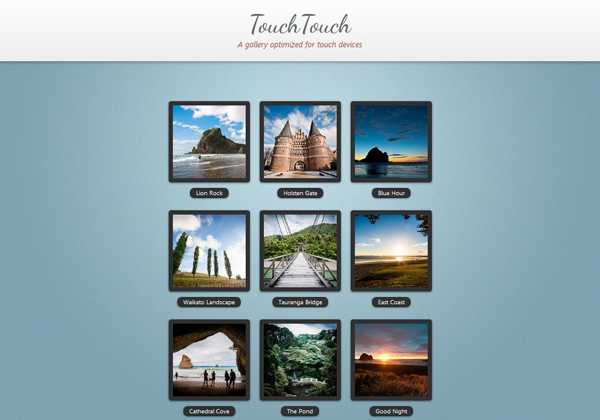 TouchTouch
A gallery optimized for touch devices
Lion Rock
Holsten Gate
Blue Hour
Waikato Landscape
Tauranga Bridge
East Coast
Cathedral Cove
The Pond
Good Night